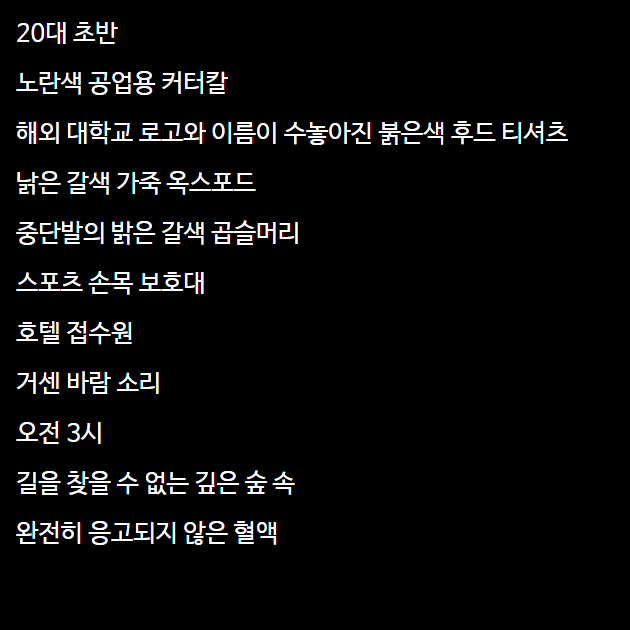 20대 초반
노란색 공업용 커터칼
해외 대학교 로고와 이름이 수놓아진 붉은색 후드 티셔츠
낡은 갈색 가죽 옥스포드
중단발의 밝은 갈색 곱슬머리
스포츠 손목 보호대
호텔 접수원
거센 바람 소리
오전 3시
길을 찾을 수 없는 깊은 숲 속
완전히 응고되지 않은 혈액